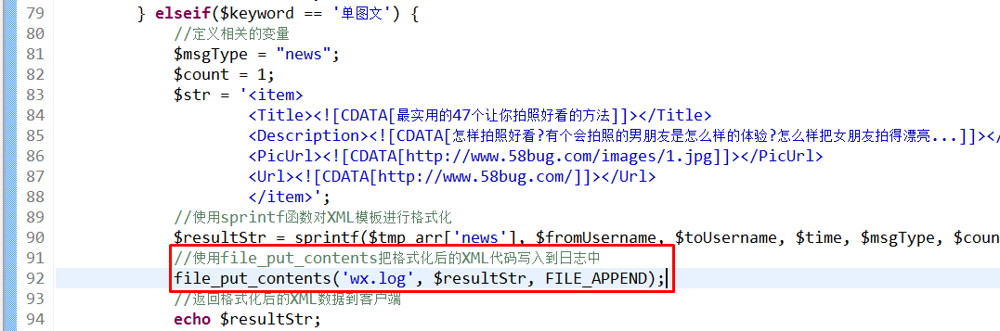 79 } elseif($keyword == '单图文') {
80 //定义相关的变量
81 $msgType = "news";
82 $count = 1;
83 $str = '<item>
84 <Title><![CDATA[最实用的47个让你拍照好看的方法]]></Title>
85 <Description><![CDATA[怎样拍照好看?有个会拍照的男朋友是怎么样的体验?怎么样把女朋友拍得漂亮...]]></
86 <PicUrl><![CDATA[http://www.58bug.com/images/1.jpg]]></PicUrl>
87 <Url><![CDATA[http://www.58bug.com/]]></Url>
88 </item>';
89 //使用sprintf函数对XML模板进行格式化
90 $resultStr = sprintf($tmp_arr['news'], $fromUsername, $toUsername, $time, $msgType, $coun
91 //使用file_put_contents把格式化后的XML代码写入到日志中
92 file_put_contents('wx.log', $resultStr, FILE_APPEND);
93 //返回格式化后的XML数据到客户端
94 echo $resultStr;